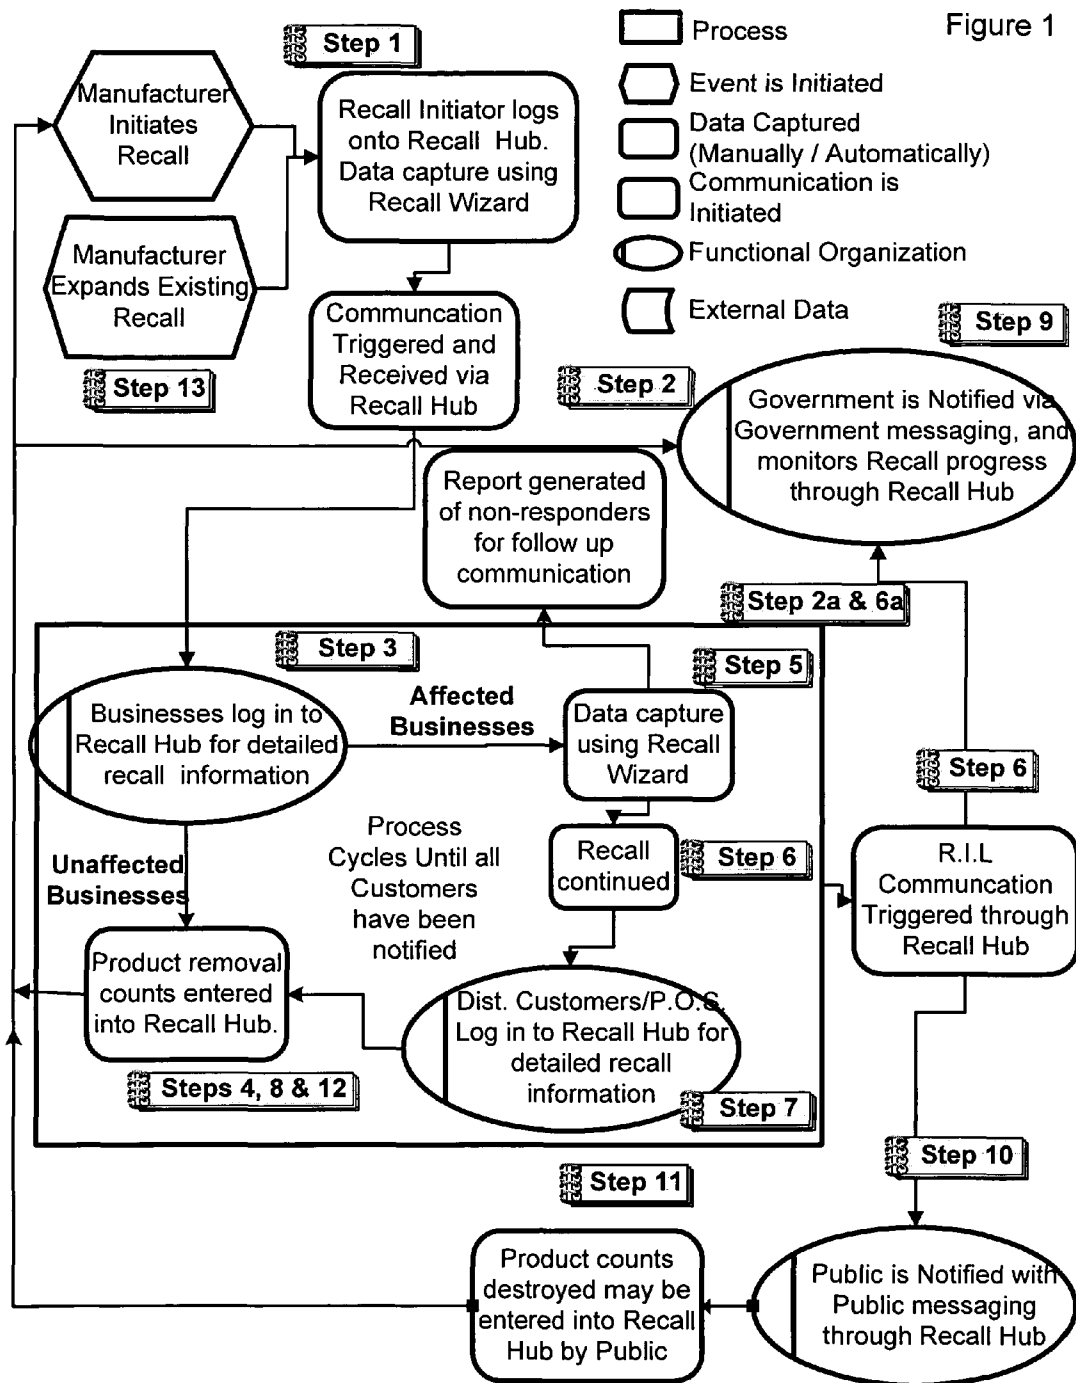 Figure 1
Process
Event is Initiated
Data Captured
(Manually / Automatically)
Communication is
Initiated
Functional Organization
External Data
Step 1
Manufacturer
Initiates
Recall
Recall Initiator logs
onto Recall Hub.
Data capture using
Recall Wizard
Manufacturer
Expands Existing
Recall
Step 13
Communcation
Triggered and
Received via
Recall Hub
Step 2
Step 9
Government is Notified via
Government messaging, and
monitors Recall progress
through Recall Hub
Report generated
of non-responders
for follow up
communication
Step 2a & 6a
Step 3
Step 5
Businesses log in to
Recall Hub for detailed
recall information
Affected
Businesses
Data capture
using Recall
Wizard
Step 6
Unaffected
Businesses
Process
Cycles Until all
Customers
have been
notified
Recall
continued
Step 6
R.I.L
Communcation
Triggered through
Recall Hub
Product removal
counts entered
into Recall Hub.
Dist. Customers/P.O.S.
Log in to Recall Hub for
detailed recall
information
Steps 4, 8 & 12
Step 7
Step 10
Step 11
Product counts
destroyed may be
entered into Recall
Hub by Public
Public is Notified with
Public messaging
through Recall Hub